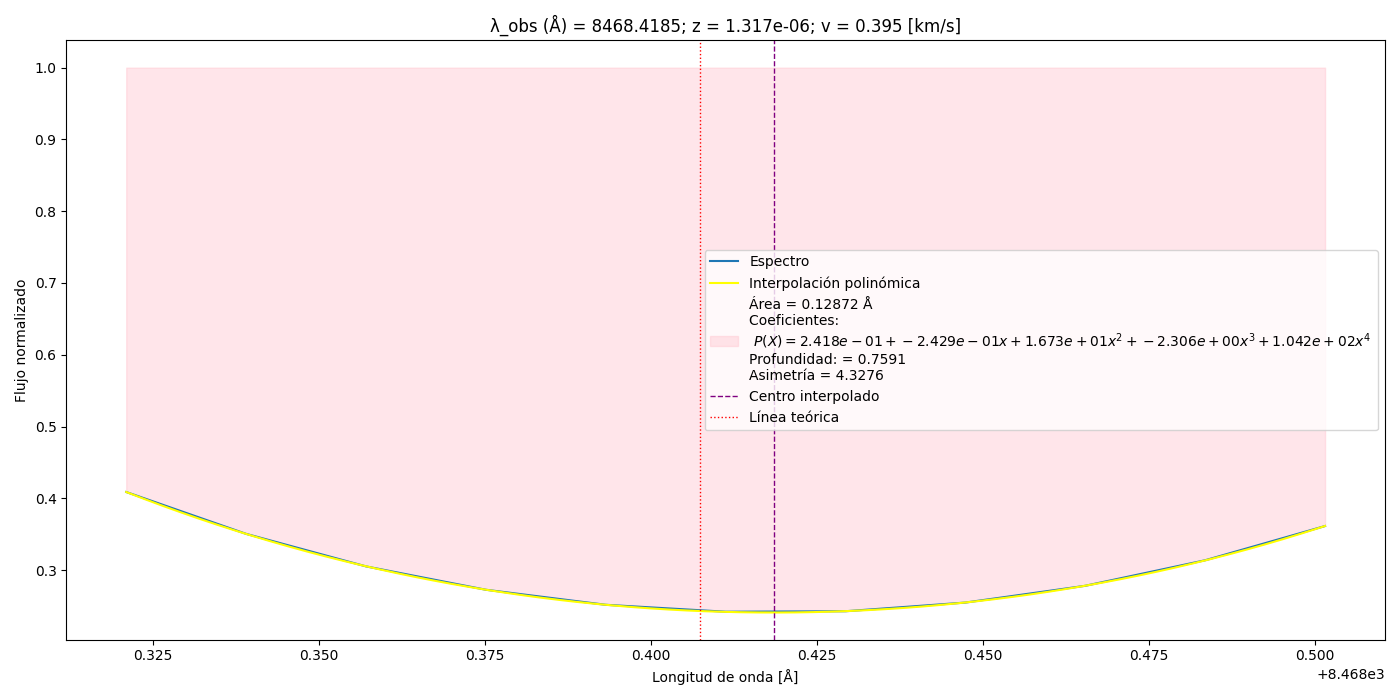 λ_obs (Å) = 8468.4185; z = 1.317e-06; v = 0.395 [km/s]
Flujo normalizado
1.0
0.9
0.8
0.7
0.6
0.5
0.4
0.3
Espectro
Interpolación polinómica
Área = 0.12872 Å
Coeficientes:
P(X) = 2.418e − 01 + −2.429e − 01x + 1.673e + 01x² + −2.306e + 00x³ + 1.042e + 02x⁴
Profundidad: = 0.7591
Asimetría = 4.3276
Centro interpolado
Línea teórica
0.325 0.350 0.375 0.400 0.425 0.450 0.475 0.500
+8.468e3
Longitud de onda [Å]